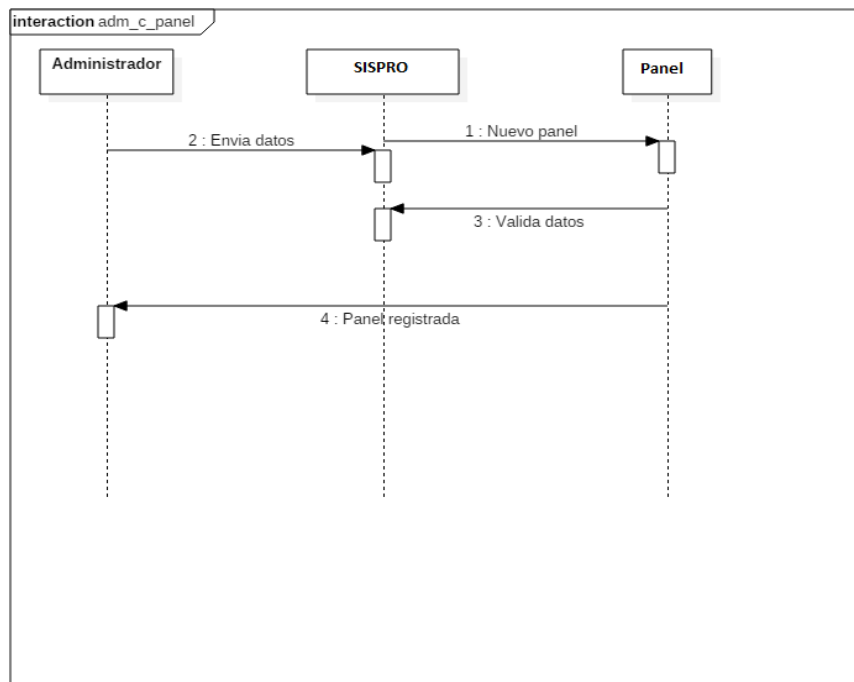 interaction adm_c_panel
Administrador
SISPRO
Panel
1 : Nuevo panel
2 : Envia datos
3 : Valida datos
4 : Panel registrada